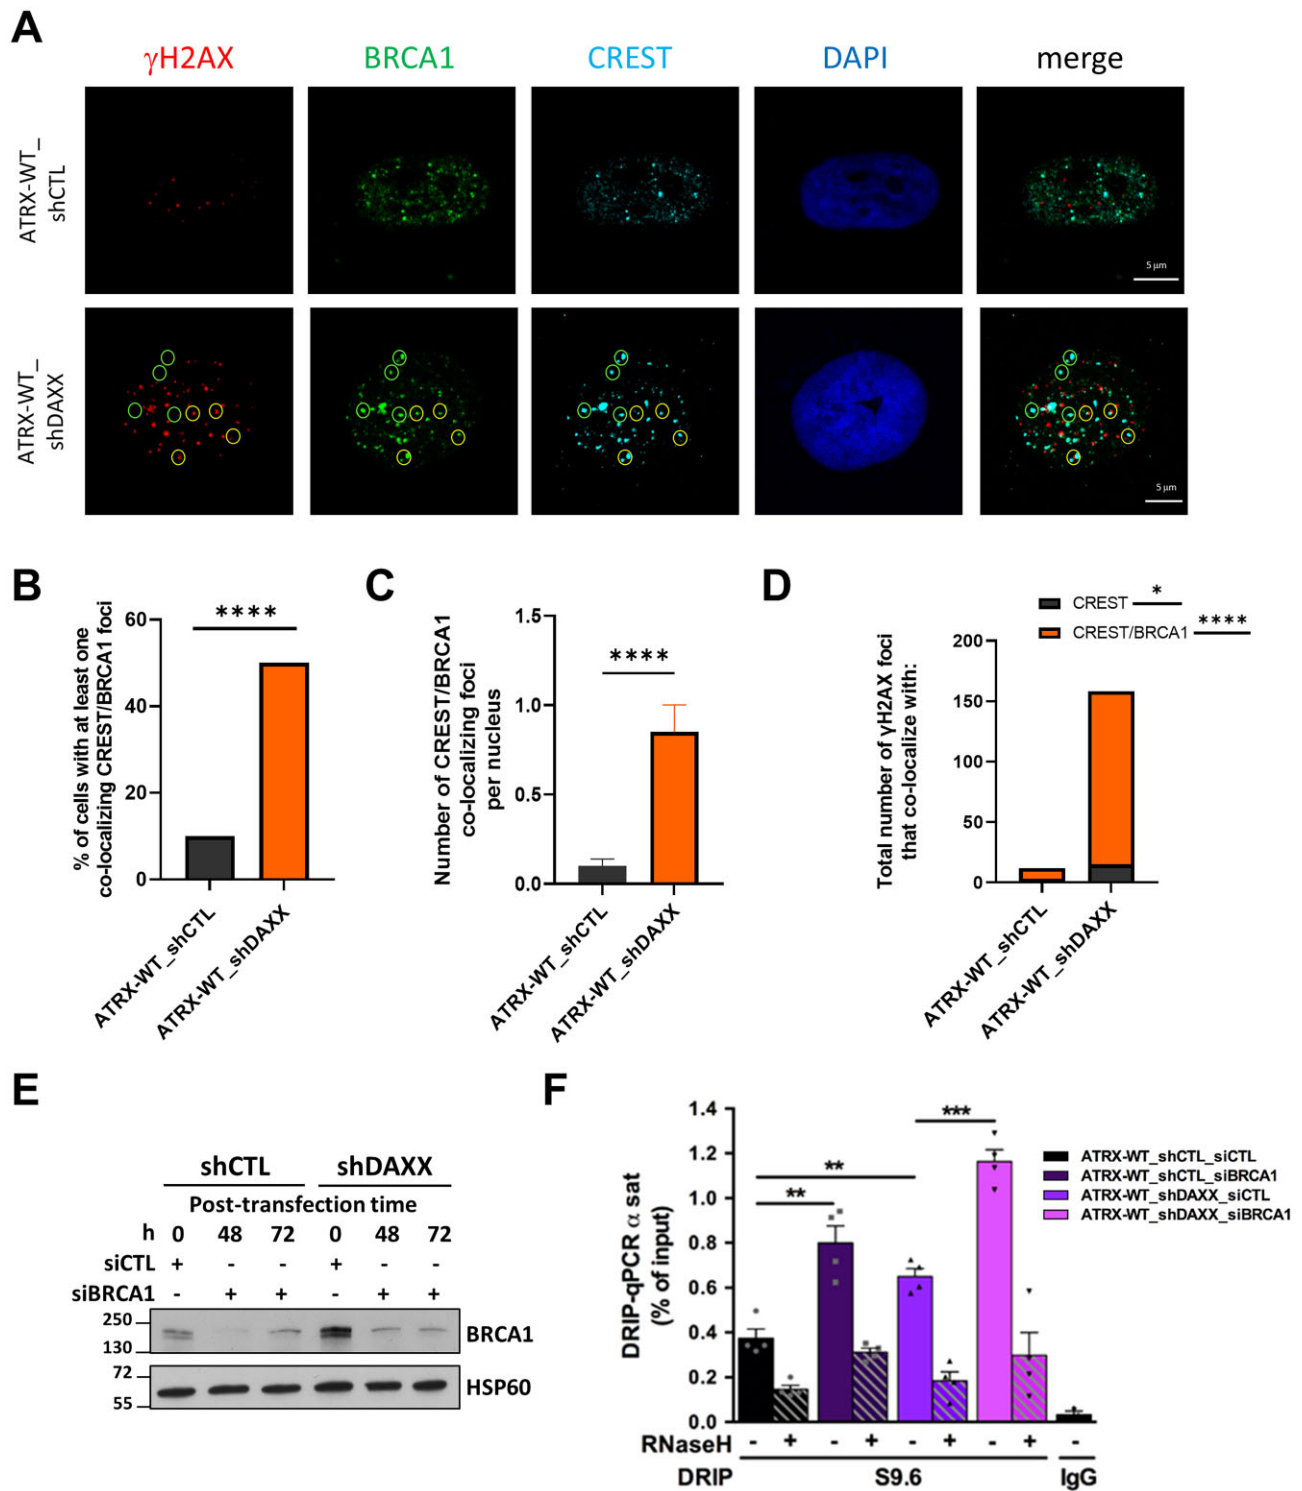 A
γH2AX BRCA1 CREST DAPI merge
ATRX-WT_
shCTL
5 µm
ATRX-WT_
shDAXX
5 µm
B
% of cells with at least one
co-localizing CREST/BRCA1 foci
60
40
20
0
****
ATRX-WT_shCTL
ATRX-WT_shDAXX
C
Number of CREST/BRCA1
co-localizing foci
per nucleus
1.5
1.0
0.5
0.0
****
ATRX-WT_shCTL
ATRX-WT_shDAXX
D
CREST *
CREST/BRCA1 ****
Total number of γH2AX foci
that co-localize with:
200
150
100
50
0
ATRX-WT_shCTL
ATRX-WT_shDAXX
E
shCTL shDAXX
Post-transfection time
h 0 48 72 0 48 72
siCTL + - - + - -
siBRCA1 - + + - + +
250
130
BRCA1
72
55
HSP60
F
DRIP-qPCR α sat
(% of input)
1.4
1.2
1.0
0.8
0.6
0.4
0.2
0.0
**
**
***
ATRX-WT_shCTL_siCTL
ATRX-WT_shCTL_siBRCA1
ATRX-WT_shDAXX_siCTL
ATRX-WT_shDAXX_siBRCA1
RNaseH - + - + - + - + -
DRIP S9.6 IgG